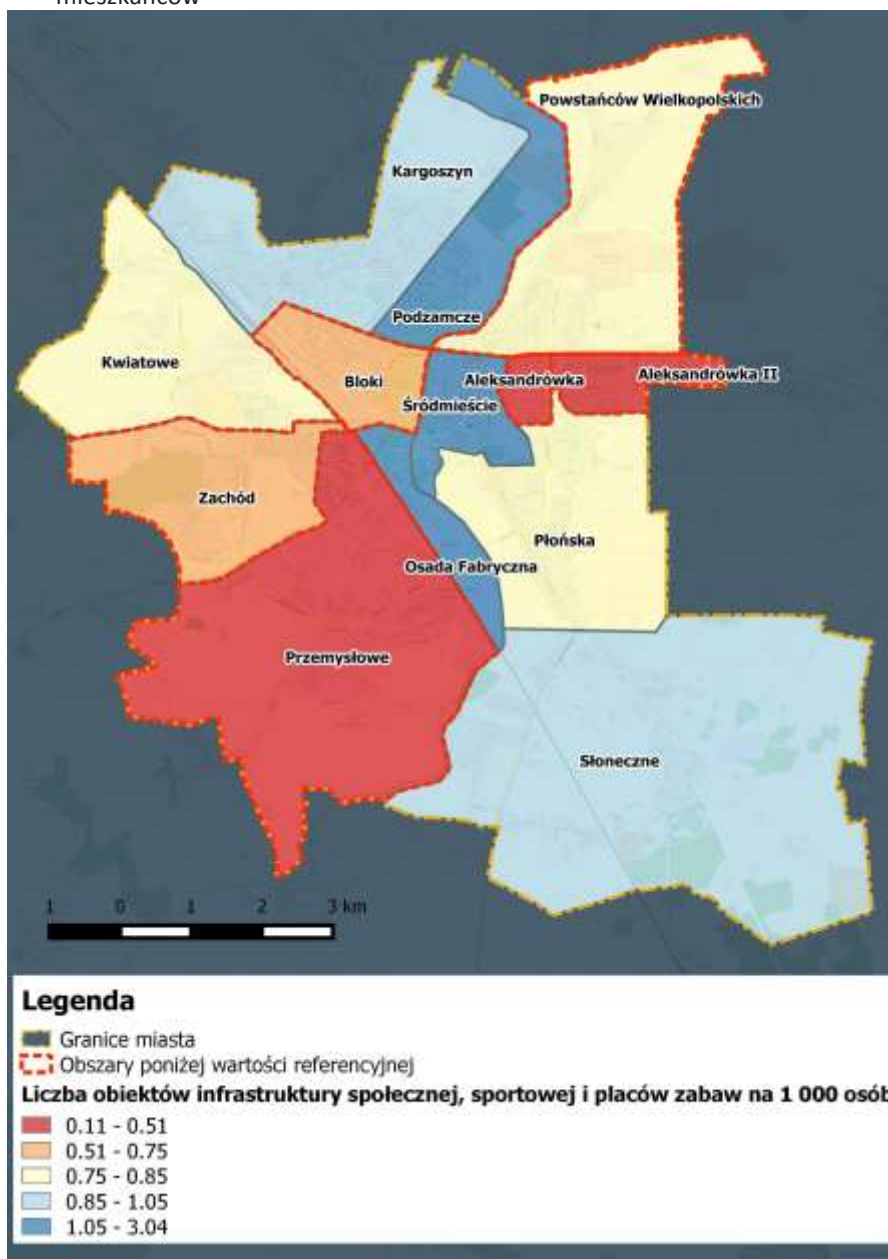 mieszkańców
Powstańców Wielkopolskich
Kargoszyn
Podzamcze
Kwiatowe
Bloki
Aleksandrówka
Aleksandrówka II
Śródmieście
Zachód
Płońska
Osada Fabryczna
Przemysłowe
Słoneczne
1 0 1 2 3 km
Legenda
Granice miasta
Obszary poniżej wartości referencyjnej
Liczba obiektów infrastruktury społecznej, sportowej i placów zabaw na 1 000 osób
0.11 - 0.51
0.51 - 0.75
0.75 - 0.85
0.85 - 1.05
1.05 - 3.04